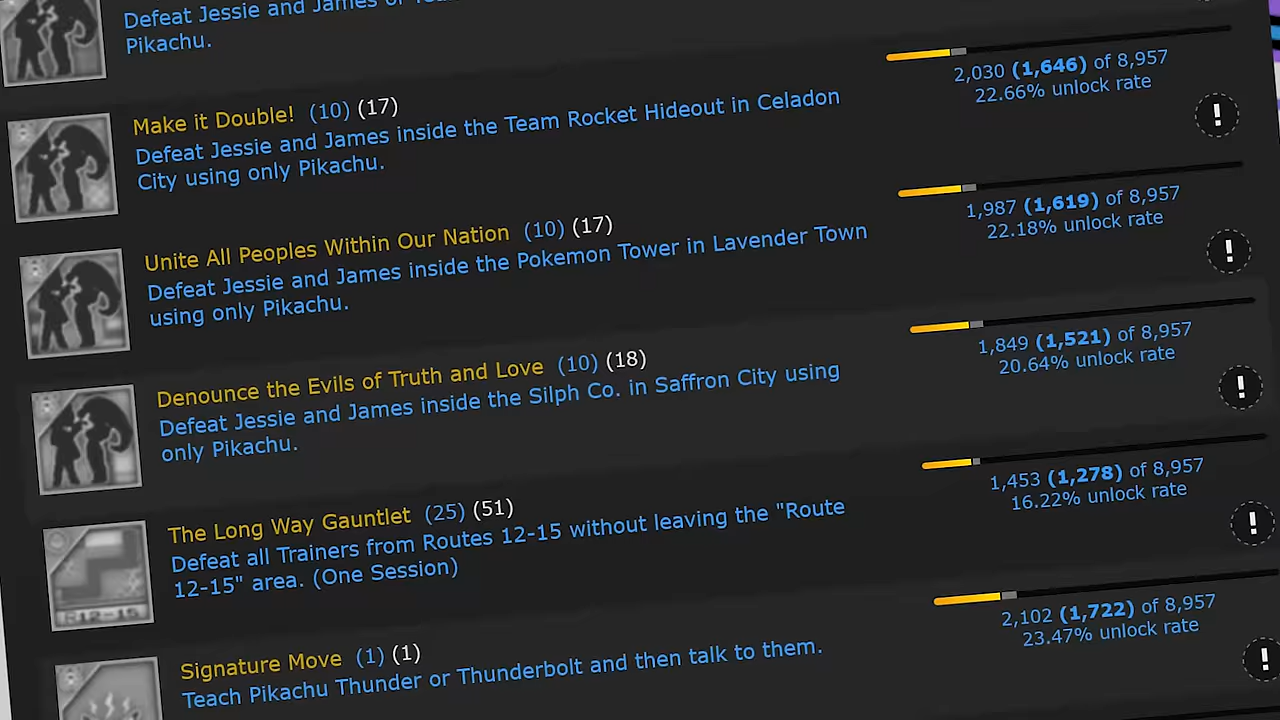 Defeat Jessie and James
Pikachu.
2,030 (1,646) of 8,957
22.66% unlock rate
Make it Double! (10) (17)
Defeat Jessie and James inside the Team Rocket Hideout in Celadon
City using only Pikachu.
!
1,987 (1,619) of 8,957
22.18% unlock rate
Unite All Peoples Within Our Nation (10) (17)
Defeat Jessie and James inside the Pokemon Tower in Lavender Town
using only Pikachu.
!
1,849 (1,521) of 8,957
20.64% unlock rate
Denounce the Evils of Truth and Love (10) (18)
Defeat Jessie and James inside the Silph Co. in Saffron City using
only Pikachu.
!
1,453 (1,278) of 8,957
16.22% unlock rate
The Long Way Gauntlet (25) (51)
Defeat all Trainers from Routes 12-15 without leaving the "Route
12-15" area. (One Session)
R12-15
!
2,102 (1,722) of 8,957
23.47% unlock rate
Signature Move (1) (1)
Teach Pikachu Thunder or Thunderbolt and then talk to them.
!